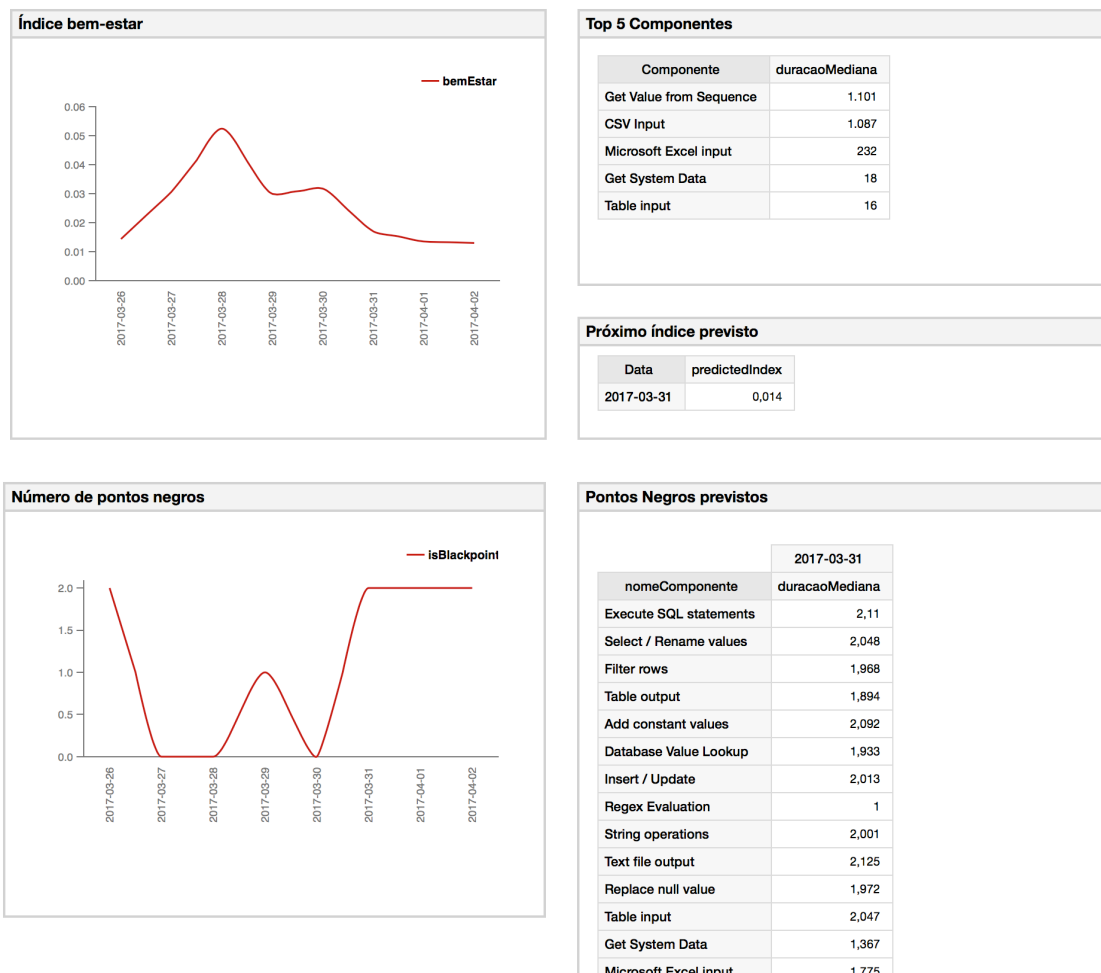 Índice bem-estar
bemEstar
0.06
0.05
0.04
0.03
0.02
0.01
0.00
2017-03-26
2017-03-27
2017-03-28
2017-03-29
2017-03-30
2017-03-31
2017-04-01
2017-04-02
Top 5 Componentes
Componente duracaoMediana
Get Value from Sequence 1.101
CSV Input 1.087
Microsoft Excel input 232
Get System Data 18
Table input 16
Próximo índice previsto
Data predictedIndex
2017-03-31 0,014
Número de pontos negros
isBlackpoint
2.0
1.5
1.0
0.5
0.0
2017-03-26
2017-03-27
2017-03-28
2017-03-29
2017-03-30
2017-03-31
2017-04-01
2017-04-02
Pontos Negros previstos
2017-03-31
nomeComponente duracaoMediana
Execute SQL statements 2,11
Select / Rename values 2,048
Filter rows 1,968
Table output 1,894
Add constant values 2,092
Database Value Lookup 1,933
Insert / Update 2,013
Regex Evaluation 1
String operations 2,001
Text file output 2,125
Replace null value 1,972
Table input 2,047
Get System Data 1,367
Microsoft Excel input 1,775